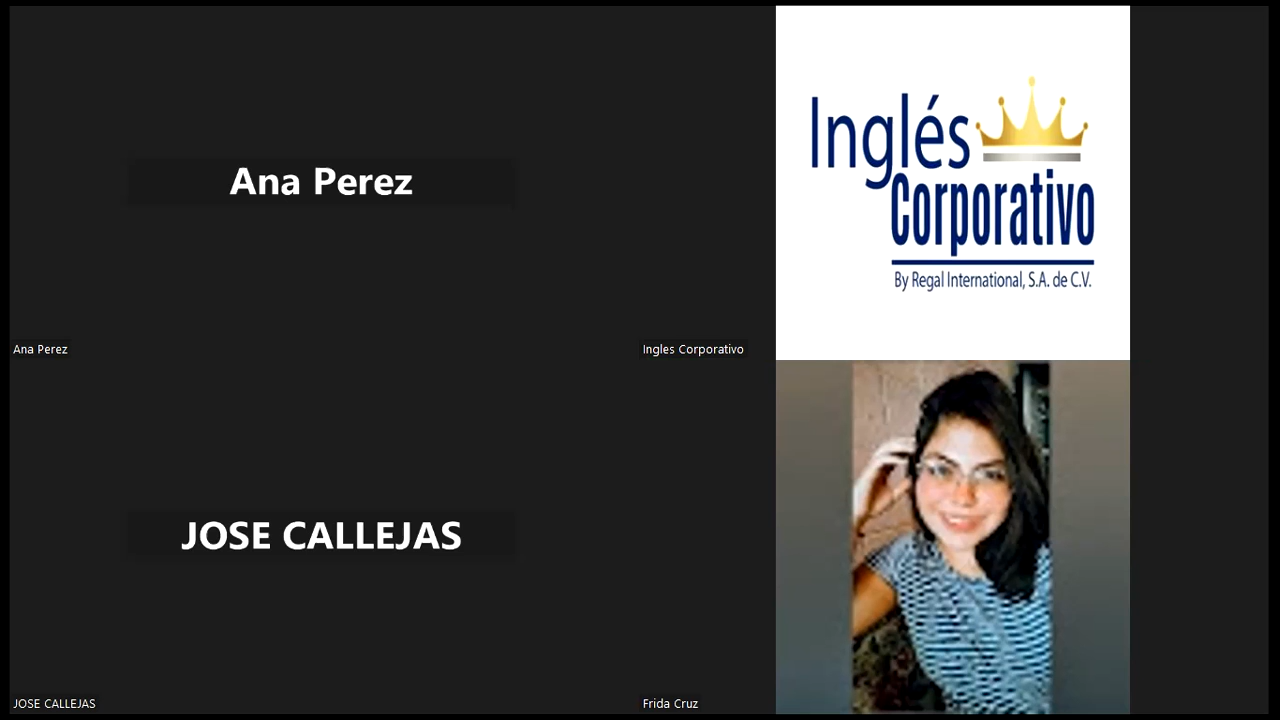 Ana Perez
Ana Perez
Inglés
Corporativo
By Regal International, S.A. de C.V.
Ingles Corporativo
JOSE CALLEJAS
JOSE CALLEJAS
Frida Cruz